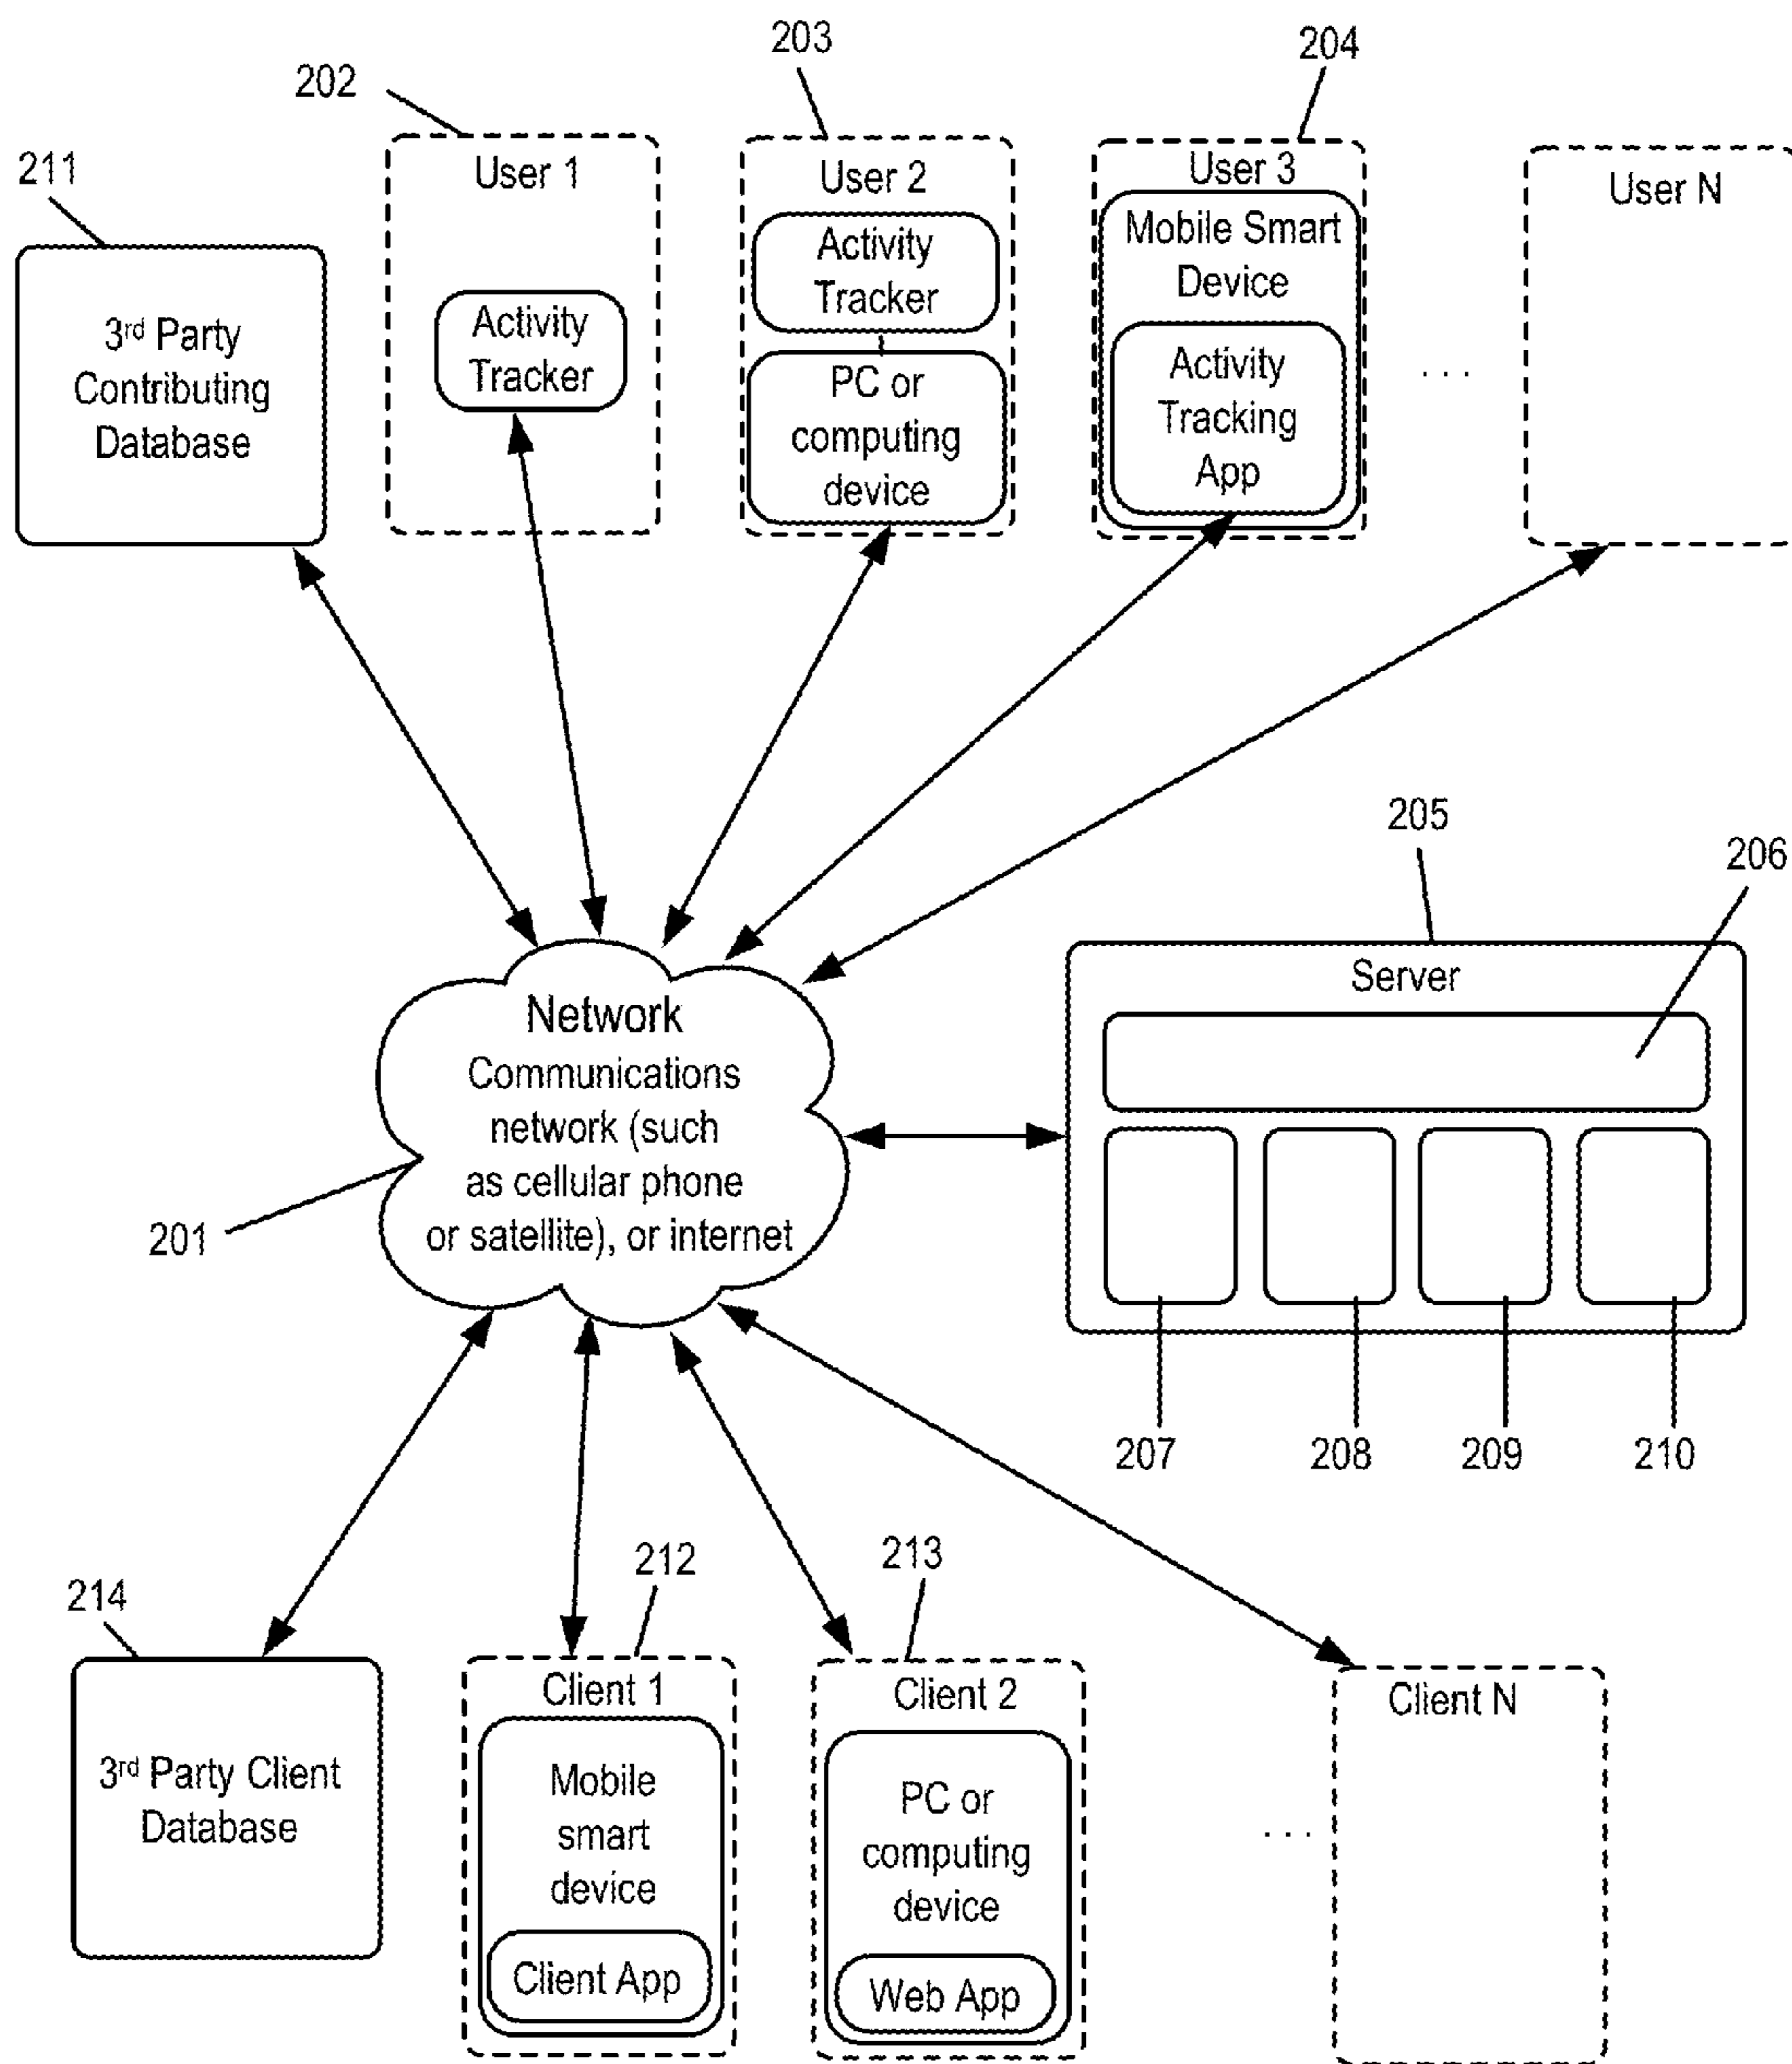 203
204
202
211
User 1
User 2
User 3
User N
Activity
Tracker
Activity
Tracker
PC or
computing
device
Mobile Smart
Device
Activity
Tracking
App
. . .
3rd Party
Contributing
Database
205
206
Server
Network
Communications
network (such
as cellular phone
or satellite), or internet
201
207
208
209
210
212
213
214
3rd Party Client
Database
Client 1
Mobile
smart
device
Client App
Client 2
PC or
computing
device
Web App
. . .
Client N